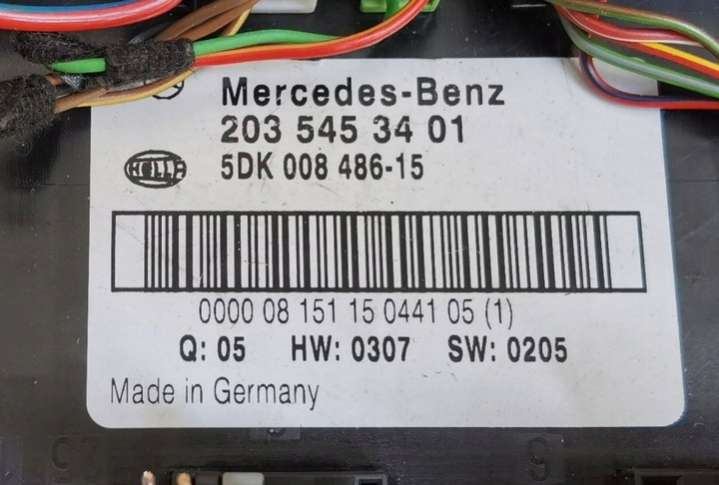 Mercedes-Benz
203 545 34 01
HELLA
5DK 008 486-15
0000 08 151 15 0441 05 (1)
Q: 05 HW: 0307 SW: 0205
Made in Germany